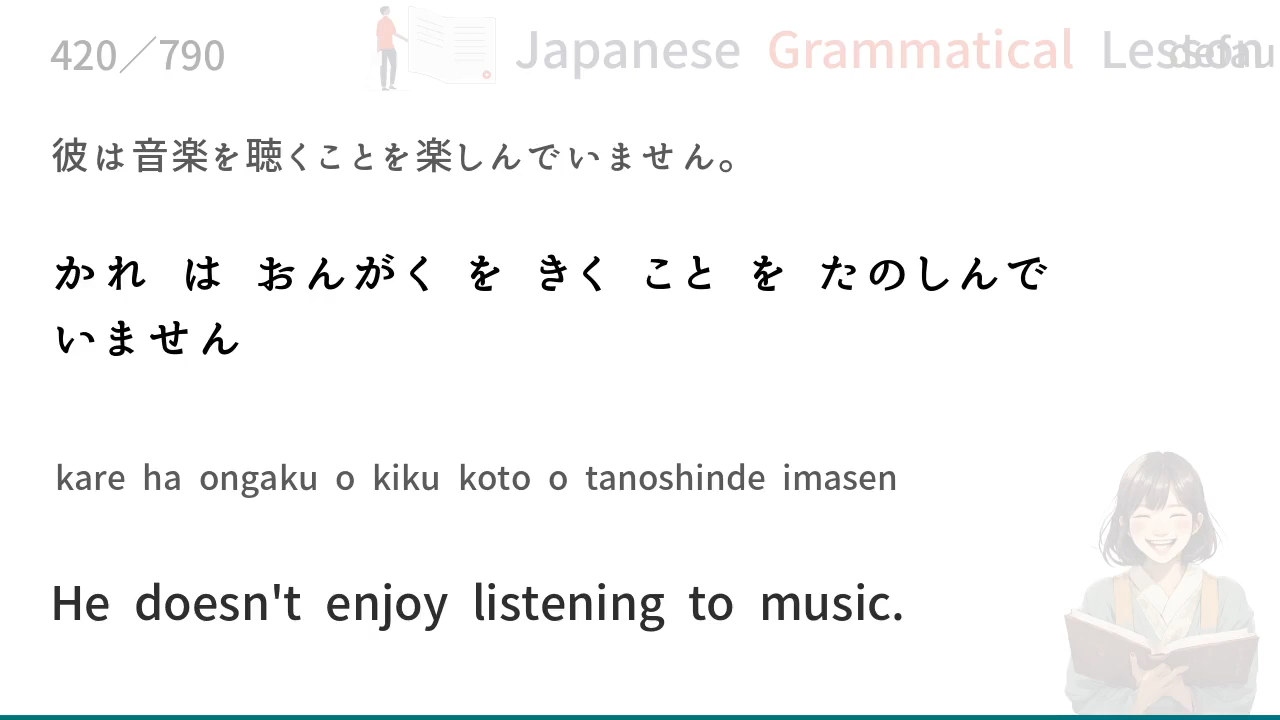 420／790
Japanese Grammatical Lesson
defau
彼は音楽を聴くことを楽しんでいません。
かれ は おんがく を きく こと を たのしんで
いません
kare ha ongaku o kiku koto o tanoshinde imasen
He doesn't enjoy listening to music.